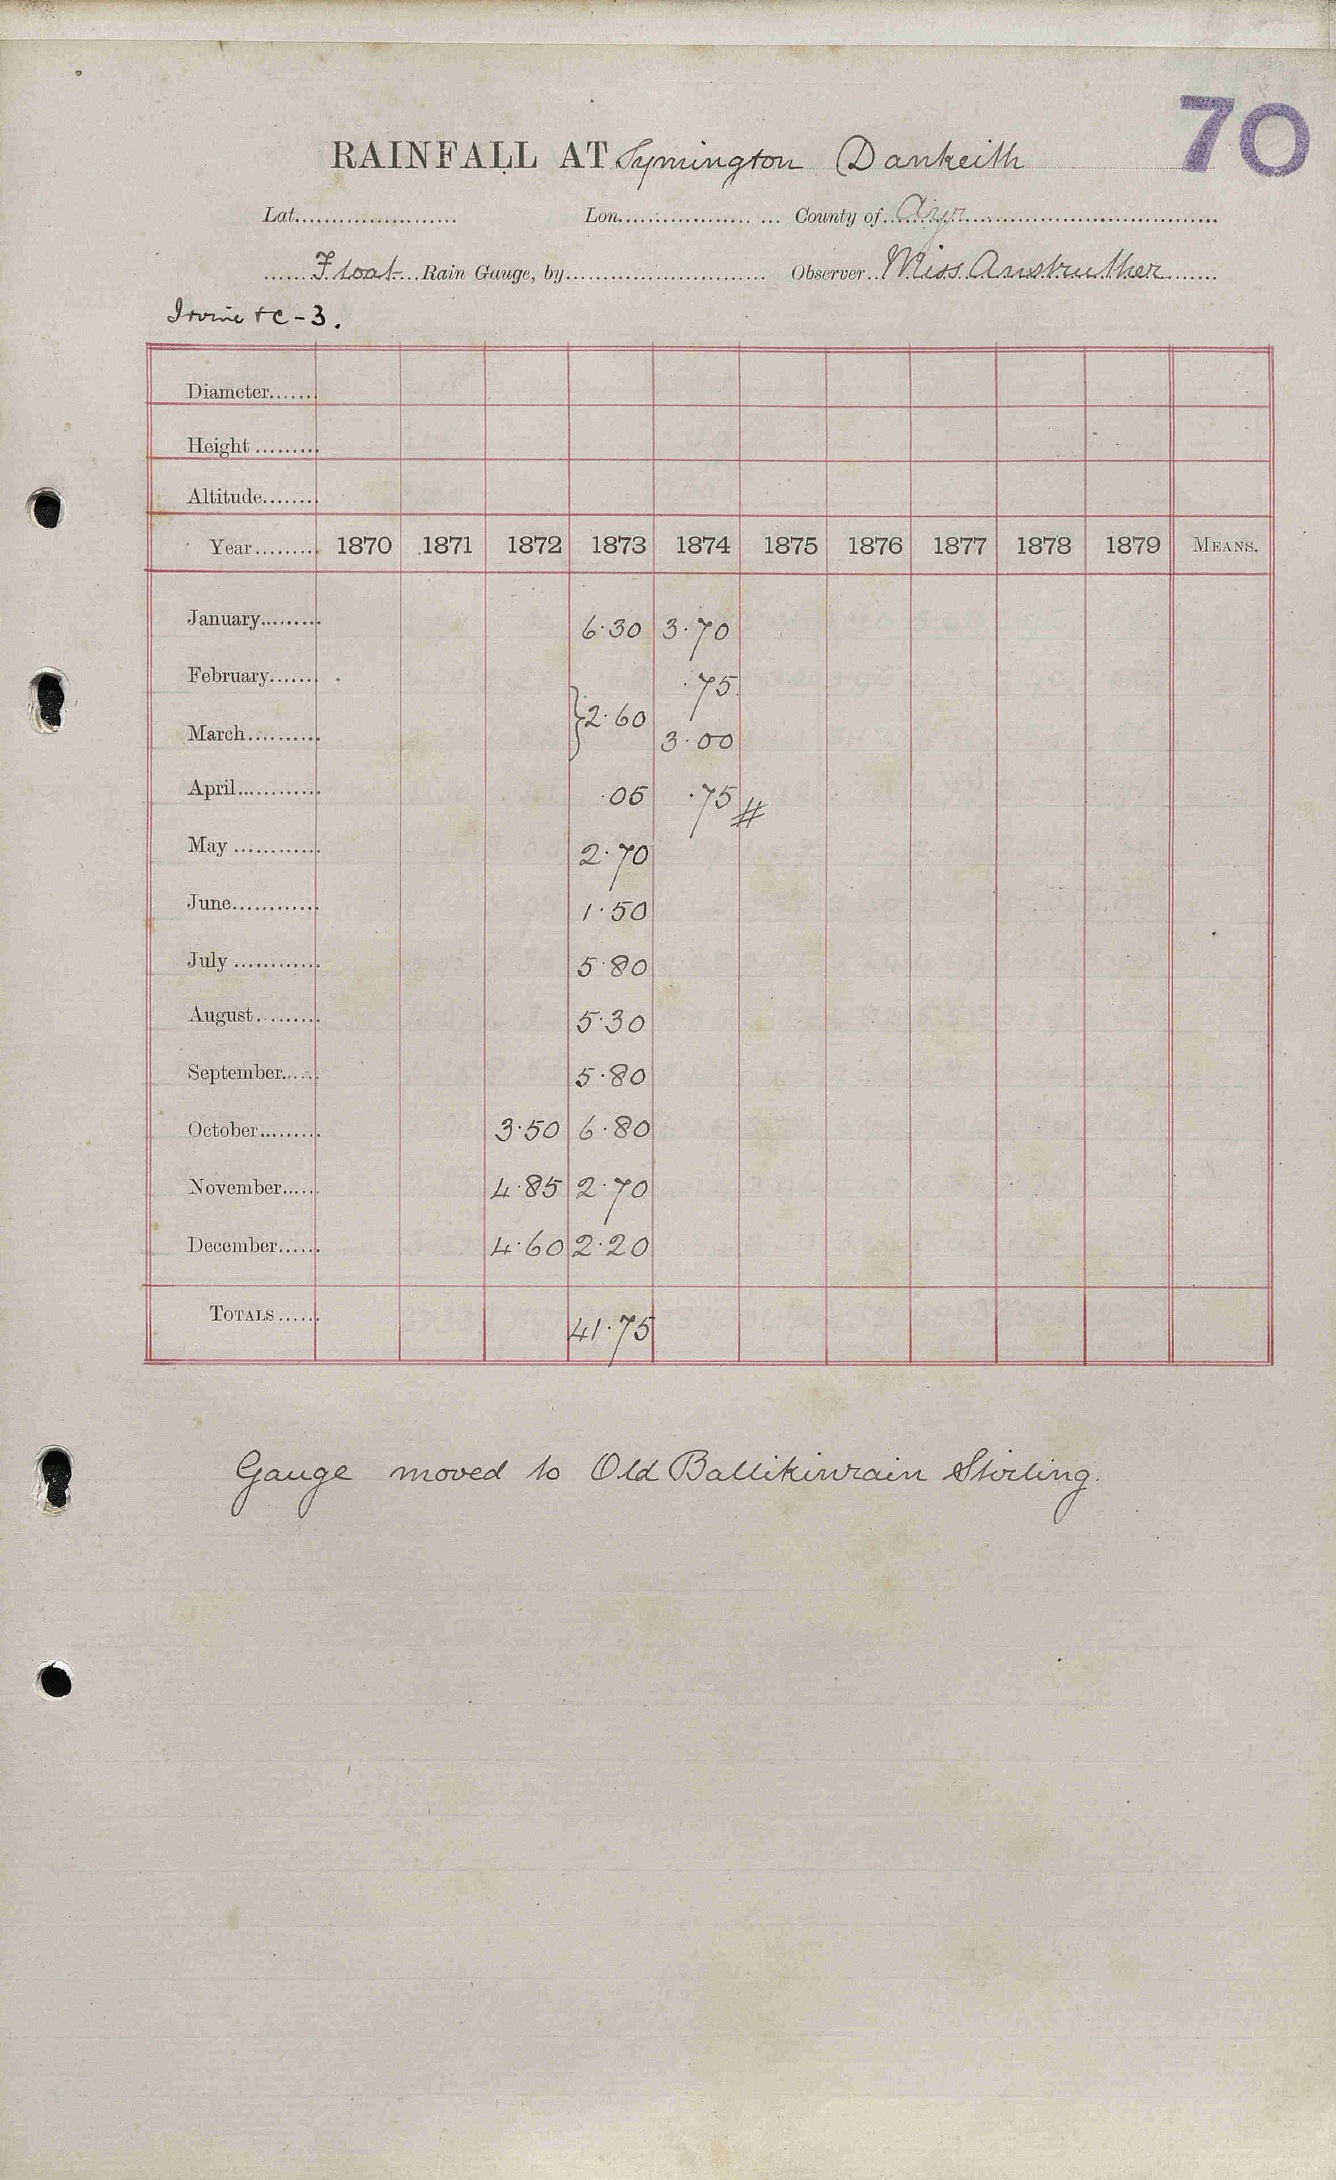 70
RAINFALL AT Symington Dankeith
Lat. Lon. County of Ayr
Float Rain Gauge, by Observer Miss Anstruther
Irvine &c - 3.
Diameter
Height
Altitude
Year 1870 1871 1872 1873 1874 1875 1876 1877 1878 1879 MEANS.
January 6.30 3.70
February .75
} 2.60
March 3.00
April .05 .75 #
May 2.70
June 1.50
July 5.80
August 5.30
September 5.80
October 3.50 6.80
November 4.85 2.70
December 4.60 2.20
TOTALS 41.75
Gauge moved to Old Ballikinrain Stirling.